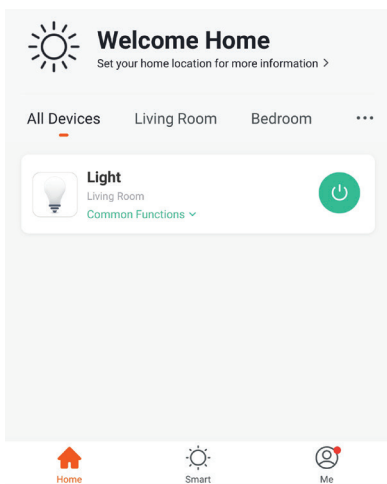 Welcome Home
Set your home location for more information >
All Devices Living Room Bedroom ...
Light
Living Room
Common Functions
Home Smart Me